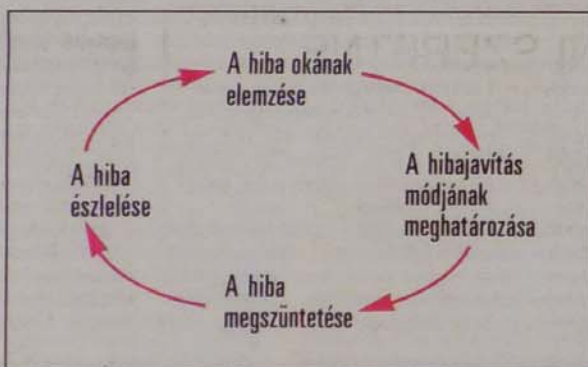 A hiba okának
elemzése
A hibajavítás
módjának
meghatározása
A hiba
megszüntetése
A hiba
észlelése